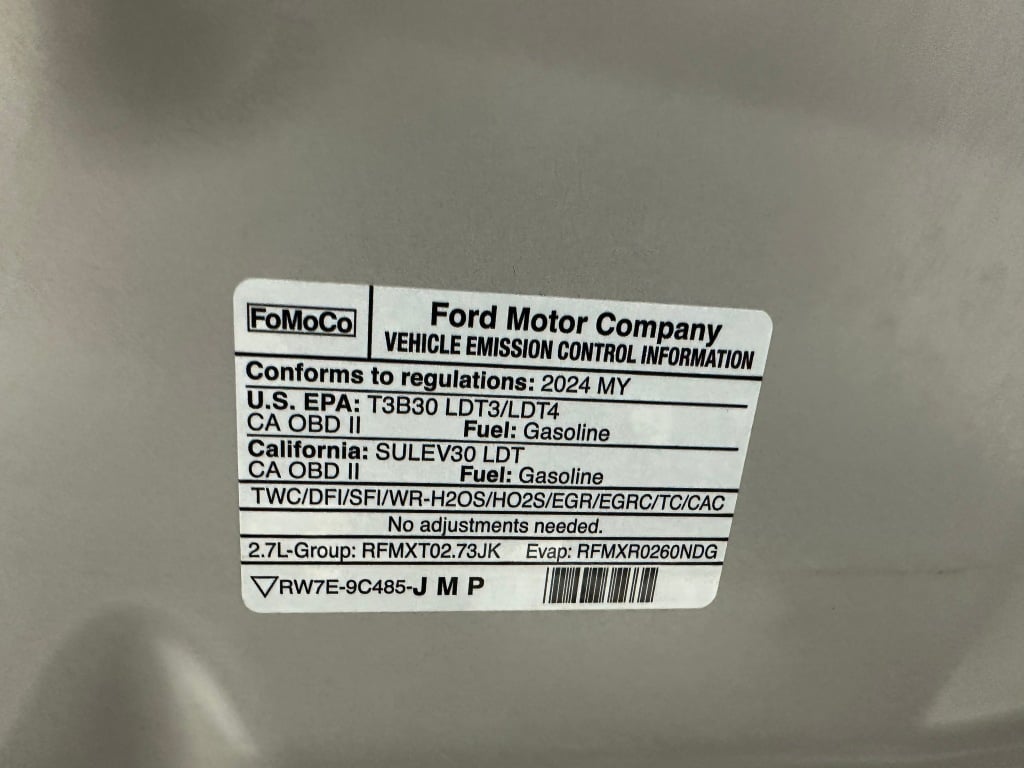 FoMoCo
Ford Motor Company
VEHICLE EMISSION CONTROL INFORMATION
Conforms to regulations: 2024 MY
U.S. EPA: T3B30 LDT3/LDT4
CA OBD II Fuel: Gasoline
California: SULEV30 LDT
CA OBD II Fuel: Gasoline
TWC/DFI/SFI/WR-H2OS/HO2S/EGR/EGRC/TC/CAC
No adjustments needed.
2.7L-Group: RFMXT02.73JK Evap: RFMXR0260NDG
RW7E-9C485-J M P